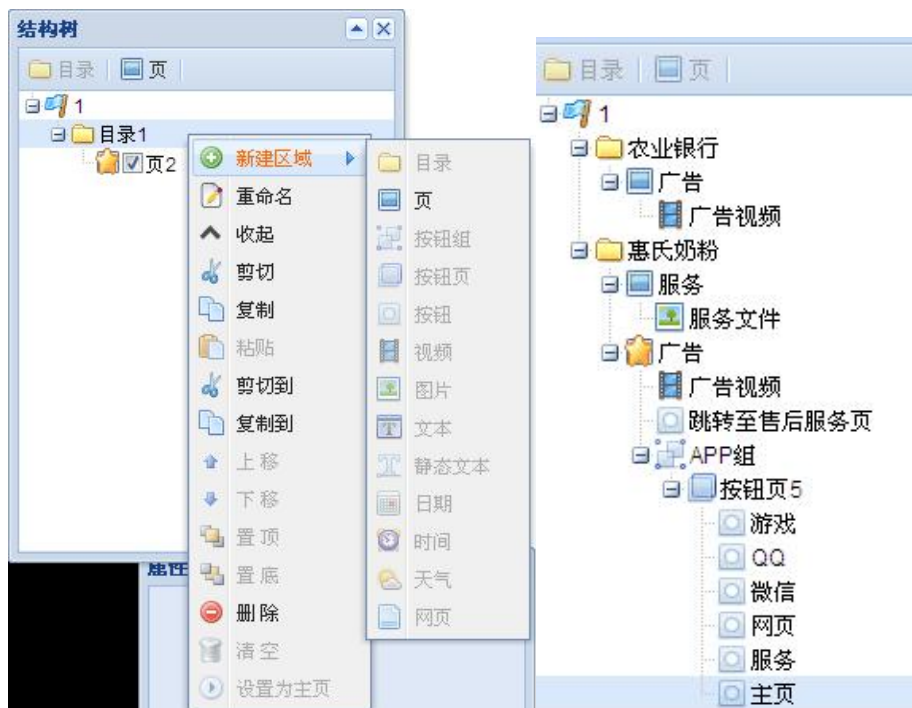 结构树
目录 页
1
目录1
页2
新建区域
重命名
收起
剪切
复制
粘贴
剪切到
复制到
上移
下移
置顶
置底
删除
清空
设置为主页
目录
页
按钮组
按钮页
按钮
视频
图片
文本
静态文本
日期
时间
天气
网页
属性
目录 页
1
农业银行
广告
广告视频
惠氏奶粉
服务
服务文件
广告
广告视频
跳转至售后服务页
APP组
按钮页5
游戏
QQ
微信
网页
服务
主页